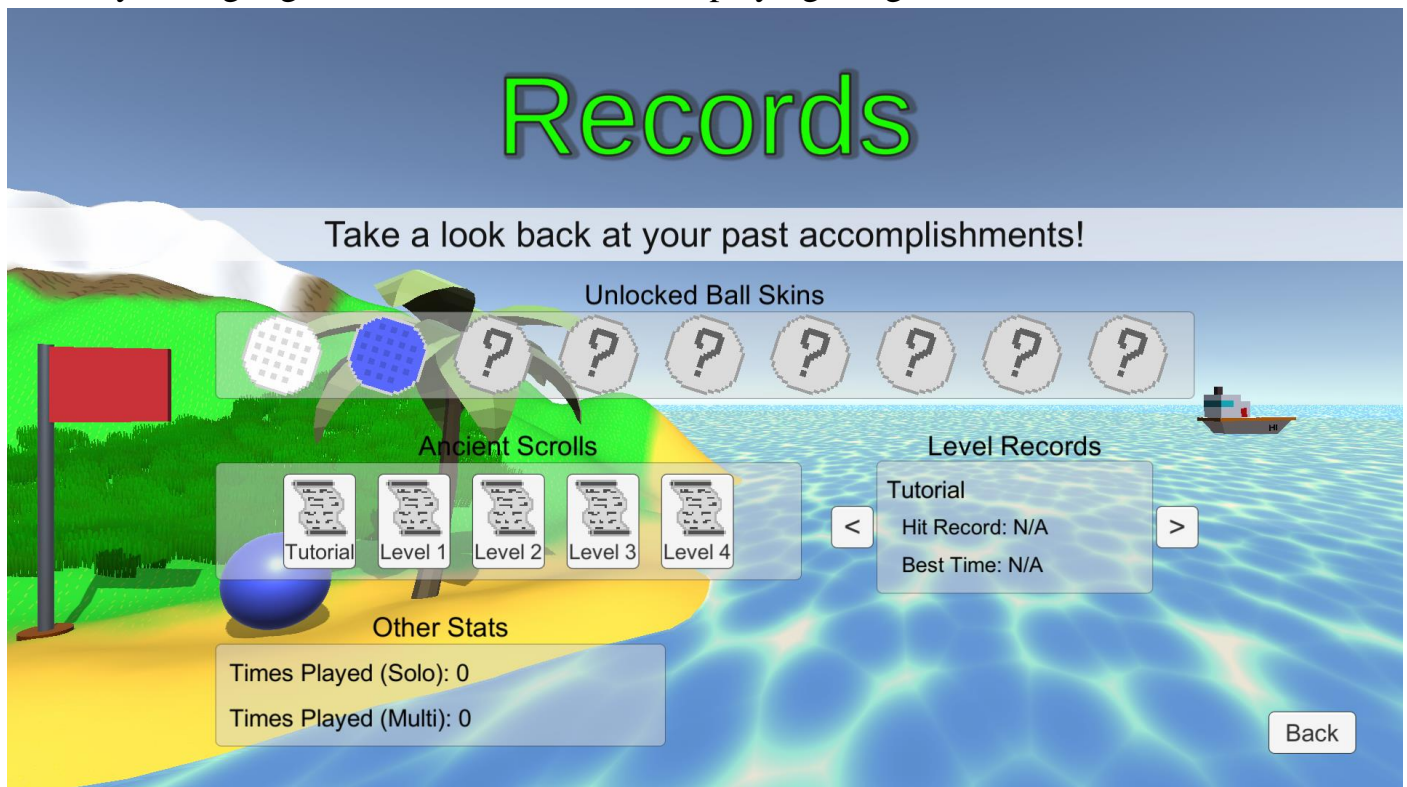 Records
Take a look back at your past accomplishments!
Unlocked Ball Skins
? ? ? ? ? ? ?
HI
Ancient Scrolls
Tutorial Level 1 Level 2 Level 3 Level 4
Level Records
Tutorial
< Hit Record: N/A >
Best Time: N/A
Other Stats
Times Played (Solo): 0
Times Played (Multi): 0
Back